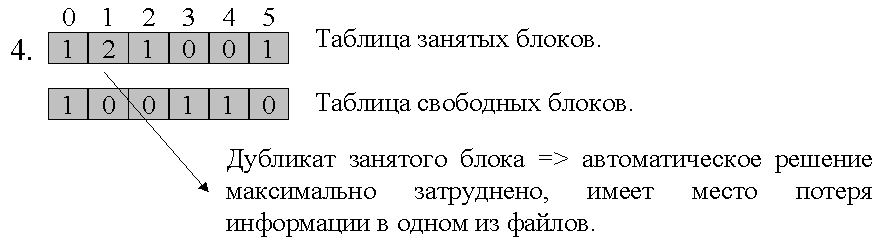 0 1 2 3 4 5
4. 1 2 1 0 0 1 Таблица занятых блоков.
1 0 0 1 1 0 Таблица свободных блоков.
Дубликат занятого блока => автоматическое решение
максимально затруднено, имеет место потеря
информации в одном из файлов.